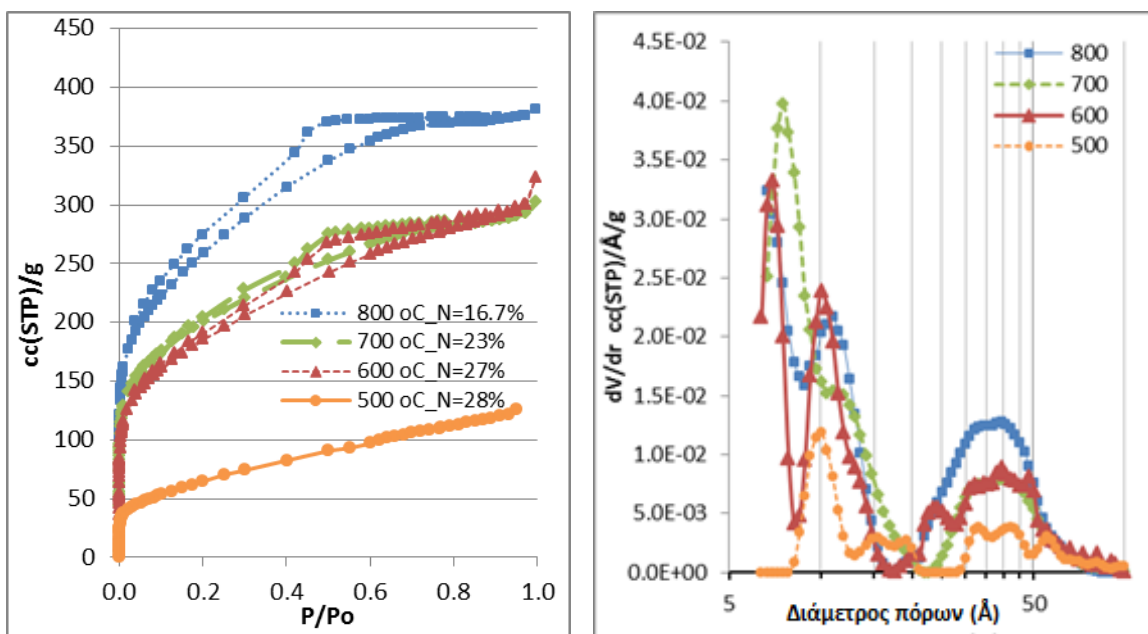 450
400
350
300
250
200
150
100
50
0
cc(STP)/g
800 oC_N=16.7%
700 oC_N=23%
600 oC_N=27%
500 oC_N=28%
0.0 0.2 0.4 0.6 0.8 1.0
P/Po
4.5E-02
4.0E-02
3.5E-02
3.0E-02
2.5E-02
2.0E-02
1.5E-02
1.0E-02
5.0E-03
0.0E+00
dV/dr cc(STP)/Å/g
800
700
600
500
5 50
Διάμετρος πόρων (Å)